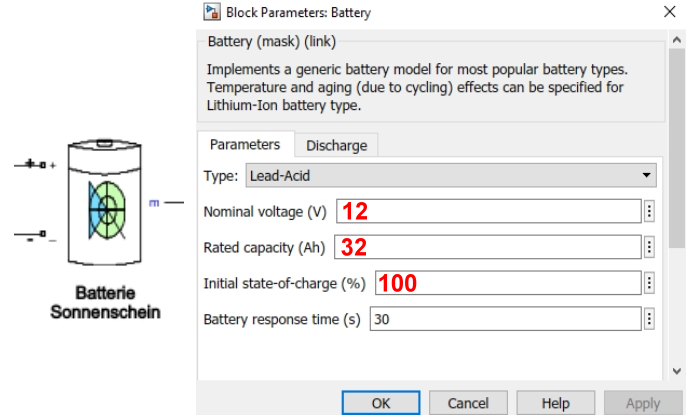 Block Parameters: Battery
Battery (mask) (link)
Implements a generic battery model for most popular battery types.
Temperature and aging (due to cycling) effects can be specified for
Lithium-Ion battery type.
Parameters Discharge
Type: Lead-Acid
Nominal voltage (V) 12
Rated capacity (Ah) 32
Initial state-of-charge (%) 100
Battery response time (s) 30
OK Cancel Help Apply
+ +
m
- -
Batterie
Sonnenschein